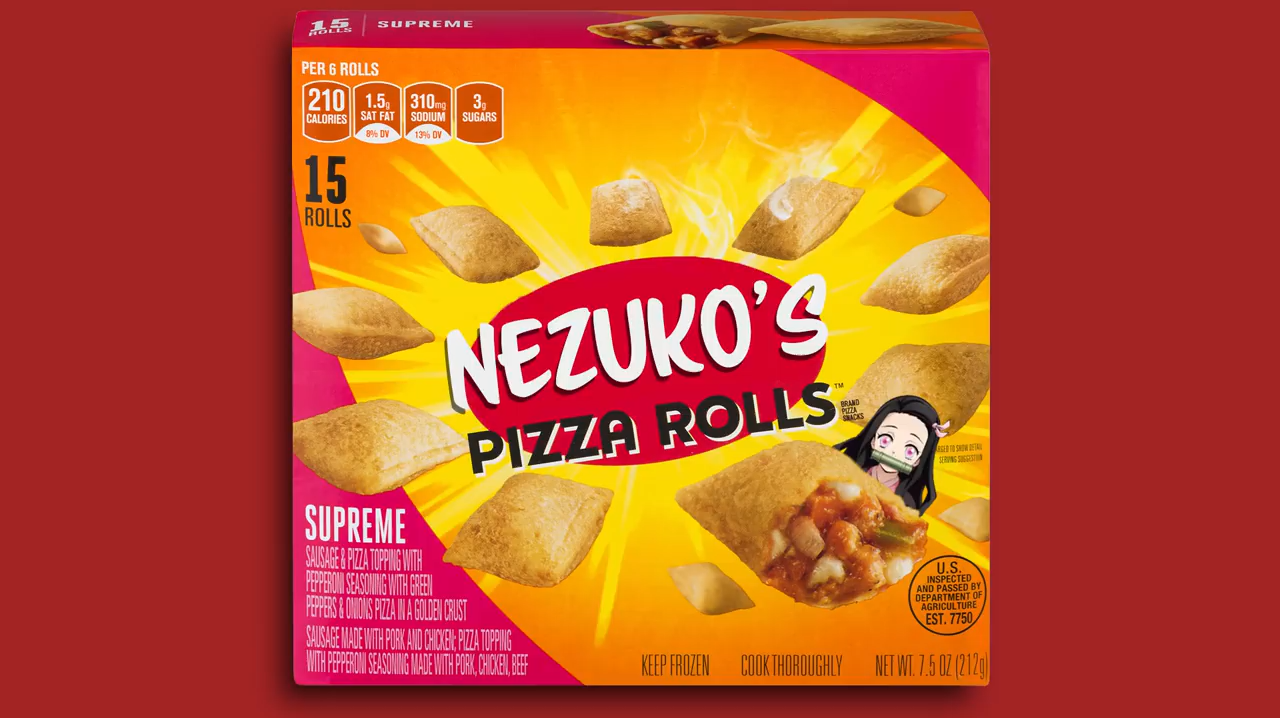 15
ROLLS
SUPREME
PER 6 ROLLS
210
CALORIES
1.5g
SAT FAT
8% DV
310mg
SODIUM
13% DV
3g
SUGARS
15
ROLLS
NEZUKO'S
PIZZA ROLLS™
BRAND
PIZZA
SNACKS
TO SHOW DETAIL
SERVING SUGGESTION
SUPREME
SAUSAGE & PIZZA TOPPING WITH
PEPPERONI SEASONING WITH GREEN
PEPPERS & ONIONS PIZZA IN A GOLDEN CRUST
SAUSAGE MADE WITH PORK AND CHICKEN; PIZZA TOPPING
WITH PEPPERONI SEASONING MADE WITH PORK, CHICKEN, BEEF
U.S.
INSPECTED
AND PASSED BY
DEPARTMENT OF
AGRICULTURE
EST. 7750
KEEP FROZEN
COOK THOROUGHLY
NET WT. 7.5 OZ (212g)